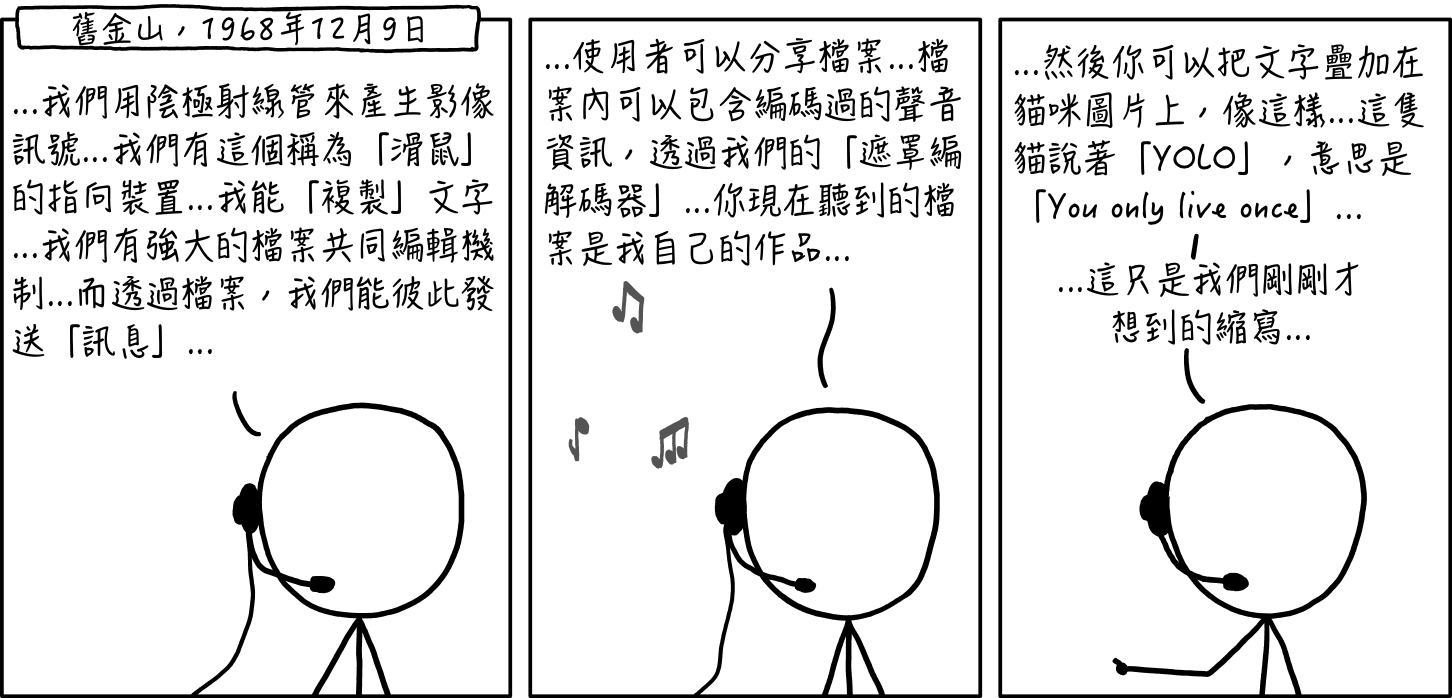 舊金山，1968年12月9日
...我們用陰極射線管來產生影像
訊號...我們有這個稱為「滑鼠」
的指向裝置...我能「複製」文字
...我們有強大的檔案共同編輯機
制...而透過檔案，我們能彼此發
送「訊息」...
...使用者可以分享檔案...檔
案內可以包含編碼過的聲音
資訊，透過我們的「遮罩編
解碼器」...你現在聽到的檔
案是我自己的作品...
...然後你可以把文字疊加在
貓咪圖片上，像這樣...這隻
貓說著「YOLO」，意思是
「You only live once」...
...這只是我們剛剛才
想到的縮寫...